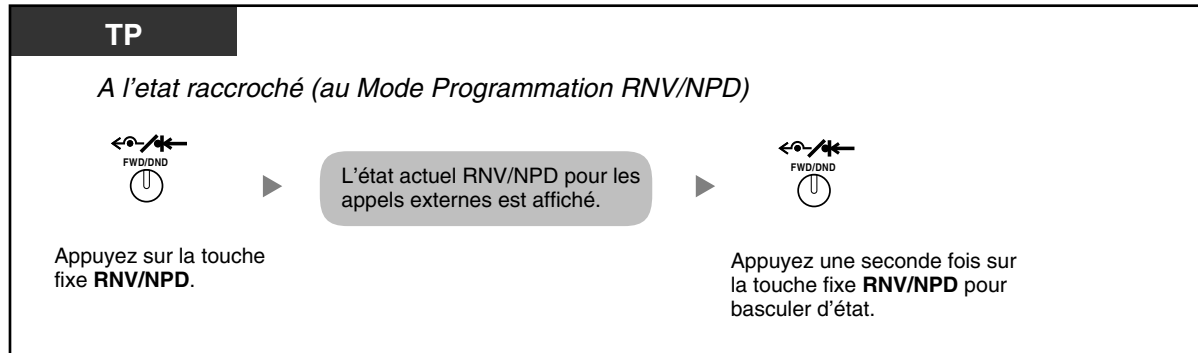 TP
A l'etat raccroché (au Mode Programmation RNV/NPD)
FWD/DND
Appuyez sur la touche
fixe RNV/NPD.
L'état actuel RNV/NPD pour les
appels externes est affiché.
FWD/DND
Appuyez une seconde fois sur
la touche fixe RNV/NPD pour
basculer d'état.